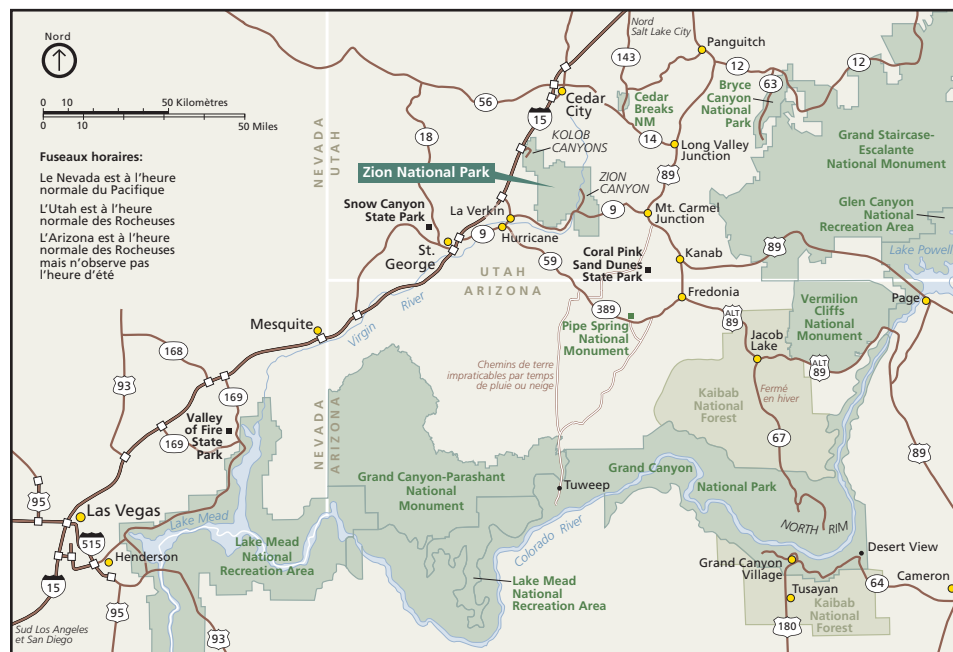 Nord
0 10 50 Kilomètres
0 10 50 Miles
Fuseaux horaires:
Le Nevada est à l'heure
normale du Pacifique
L'Utah est à l'heure
normale des Rocheuses
L'Arizona est à l'heure
normale des Rocheuses
mais n'observe pas
l'heure d'été
Nord
Salt Lake City
Panguitch
143
12
12
63
Bryce
Canyon
National
Park
56
Cedar
City
15
Cedar
Breaks
NM
14
Long Valley
Junction
89
Grand Staircase-
Escalante
National Monument
NEVADA
UTAH
18
KOLOB
CANYONS
Zion National Park
ZION
CANYON
Snow Canyon
State Park
La Verkin
9
Hurricane
9
Mt. Carmel
Junction
Glen Canyon
National
Recreation Area
St.
George
59
Coral Pink
Sand Dunes
State Park
Kanab
89
Lake Powell
UTAH
ARIZONA
Virgin
River
Fredonia
Page
Vermilion
Cliffs
National
Monument
389
Pipe Spring
National
Monument
ALT
89
Jacob
Lake
ALT
89
Mesquite
168
93
169
169
Valley
of Fire
State
Park
NEVADA
ARIZONA
Chemins de terre
impraticables par temps
de pluie ou neige
Kaibab
National
Forest
Fermé
en hiver
67
89
Grand Canyon-Parashant
National
Monument
Tuweep
Grand Canyon
National Park
NORTH RIM
95
Las Vegas
515
Henderson
Lake Mead
Lake Mead
National
Recreation Area
Colorado River
Lake Mead
National
Recreation Area
Desert View
Grand Canyon
Village
64
Cameron
Tusayan
Kaibab
National
Forest
180
15
95
93
Sud Los Angeles
et San Diego